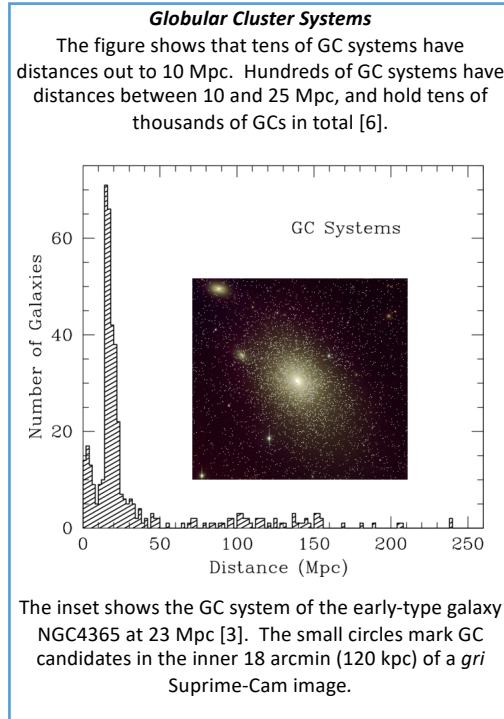 Globular Cluster Systems
The figure shows that tens of GC systems have
distances out to 10 Mpc.  Hundreds of GC systems have
distances between 10 and 25 Mpc, and hold tens of
thousands of GCs in total [6].
GC Systems
Number of Galaxies
60
40
20
0
0 50 100 150 200 250
Distance (Mpc)
The inset shows the GC system of the early-type galaxy
NGC4365 at 23 Mpc [3].  The small circles mark GC
candidates in the inner 18 arcmin (120 kpc) of a gri
Suprime-Cam image.